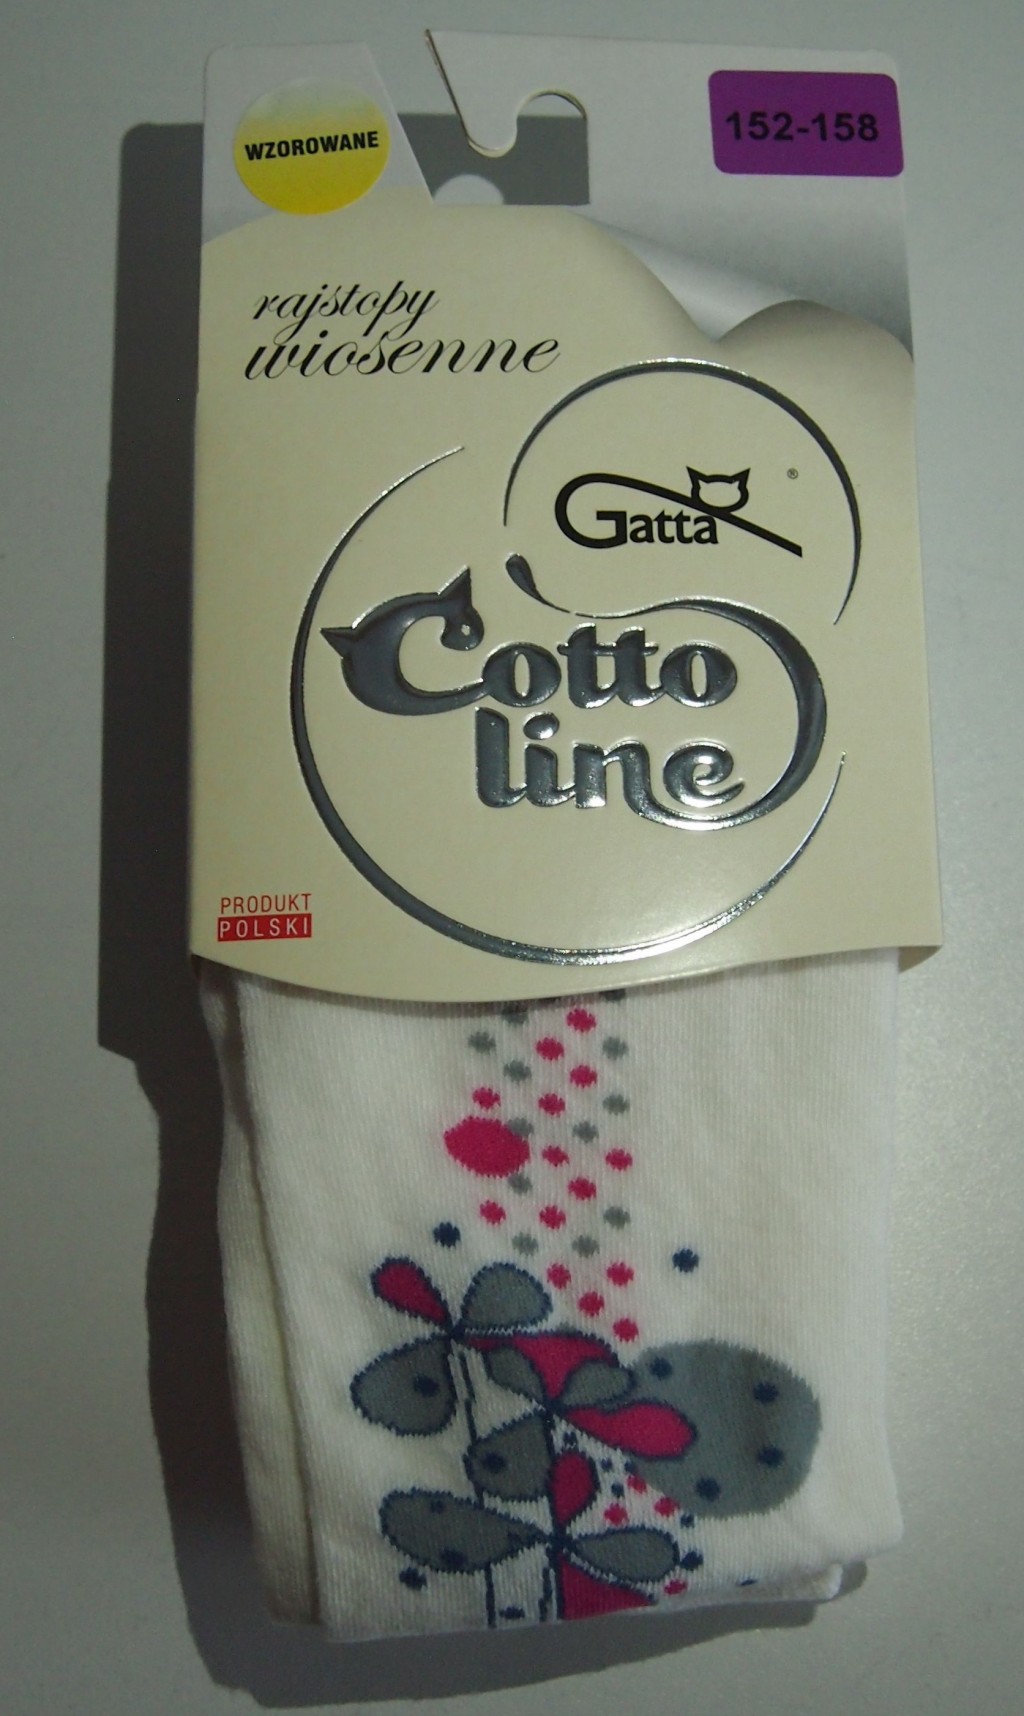 WZOROWANE
152-158
rajstopy
wiosenne
Gatta®
Cotto
line
PRODUKT
POLSKI